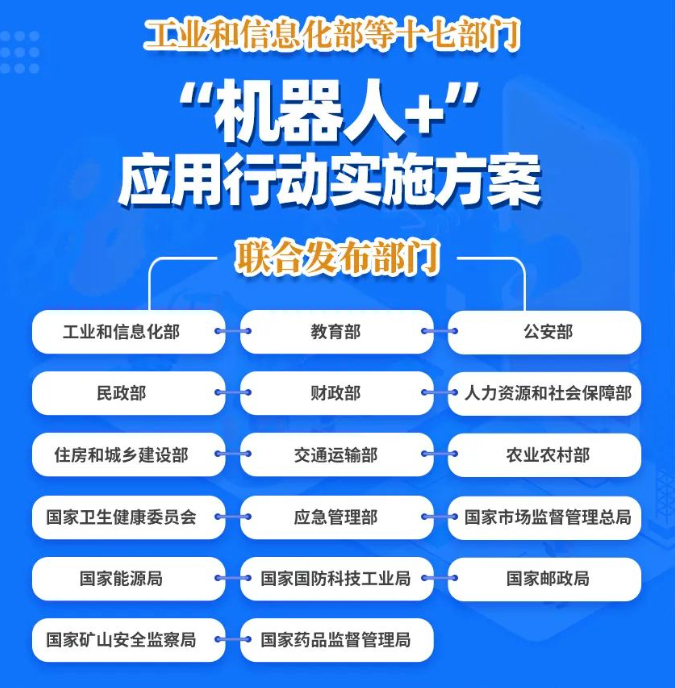 工业和信息化部等十七部门
“机器人+”
应用行动实施方案
联合发布部门
工业和信息化部 教育部 公安部
民政部 财政部 人力资源和社会保障部
住房和城乡建设部 交通运输部 农业农村部
国家卫生健康委员会 应急管理部 国家市场监督管理总局
国家能源局 国家国防科技工业局 国家邮政局
国家矿山安全监察局 国家药品监督管理局